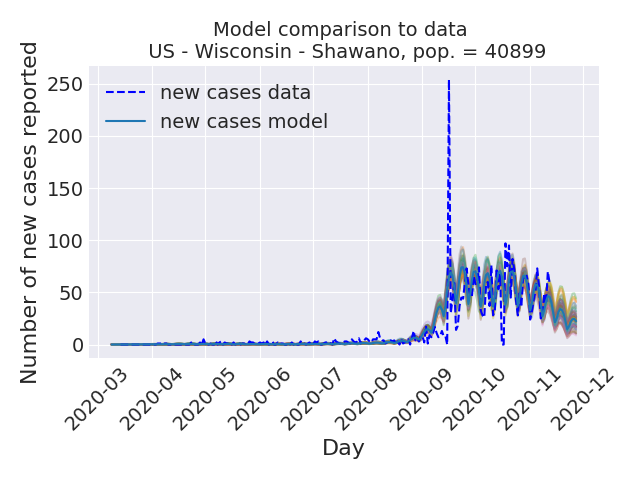 Model comparison to data
US - Wisconsin - Shawano, pop. = 40899
Number of new cases reported
250
200
150
100
50
0
new cases data
new cases model
2020-03
2020-04
2020-05
2020-06
2020-07
2020-08
2020-09
2020-10
2020-11
2020-12
Day